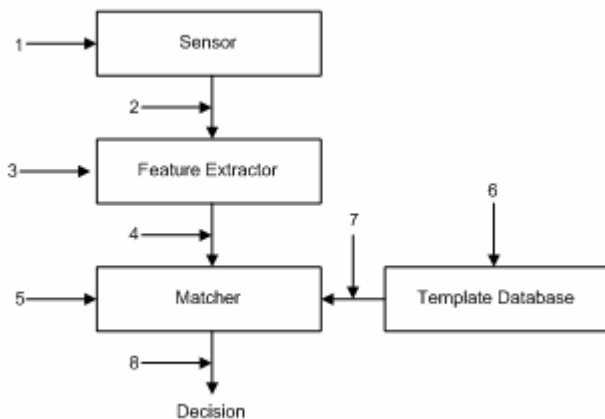 1
Sensor
2
3
Feature Extractor
4
7
6
5
Matcher
Template Database
8
Decision